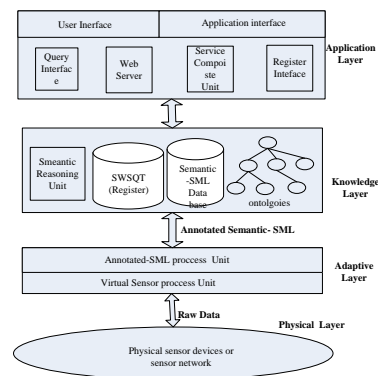 User Inerface
Application interface
Query
Interfac
e
Web
Server
Service
Compoi
ste
Unit
Register
Inteface
Application
Layer
Smeantic
Reasoning
Unit
SWSQT
(Register)
Semantic
-SML
Data
base
ontolgoies
Knowledge
Layer
Annotated Semantic- SML
Annotated-SML proccess Unit
Virtual Sensor proccess Unit
Adaptive
Layer
Raw Data
Physical Layer
Physical sensor devices or
sensor network